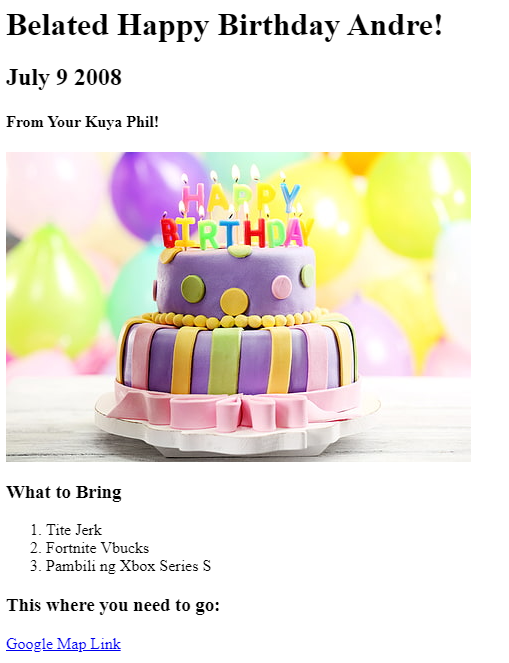 Belated Happy Birthday Andre!
July 9 2008
From Your Kuya Phil!
HAPPY
BIRTHDAY
What to Bring
1. Tite Jerk
2. Fortnite Vbucks
3. Pambili ng Xbox Series S
This where you need to go:
Google Map Link